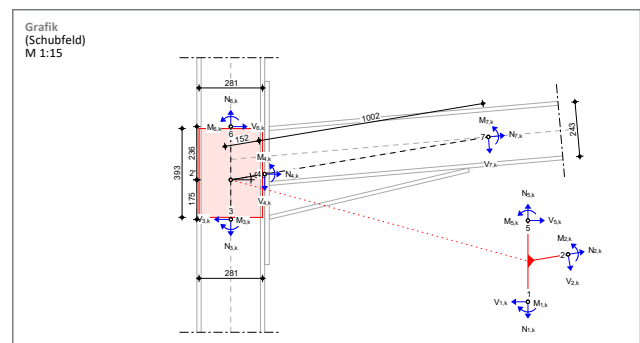 Grafik
(Schubfeld)
M 1:15
281
N6,k
M6,k
V6,k
6
152
1002
M7,k
7
N7,k
V7,k
243
393
236
2'
175
M4,k
4
N4,k
V4,k
3
V3,k
M3,k
N3,k
281
N5,k
M5,k
V5,k
5
M2,k
2
N2,k
V2,k
1
V1,k
M1,k
N1,k